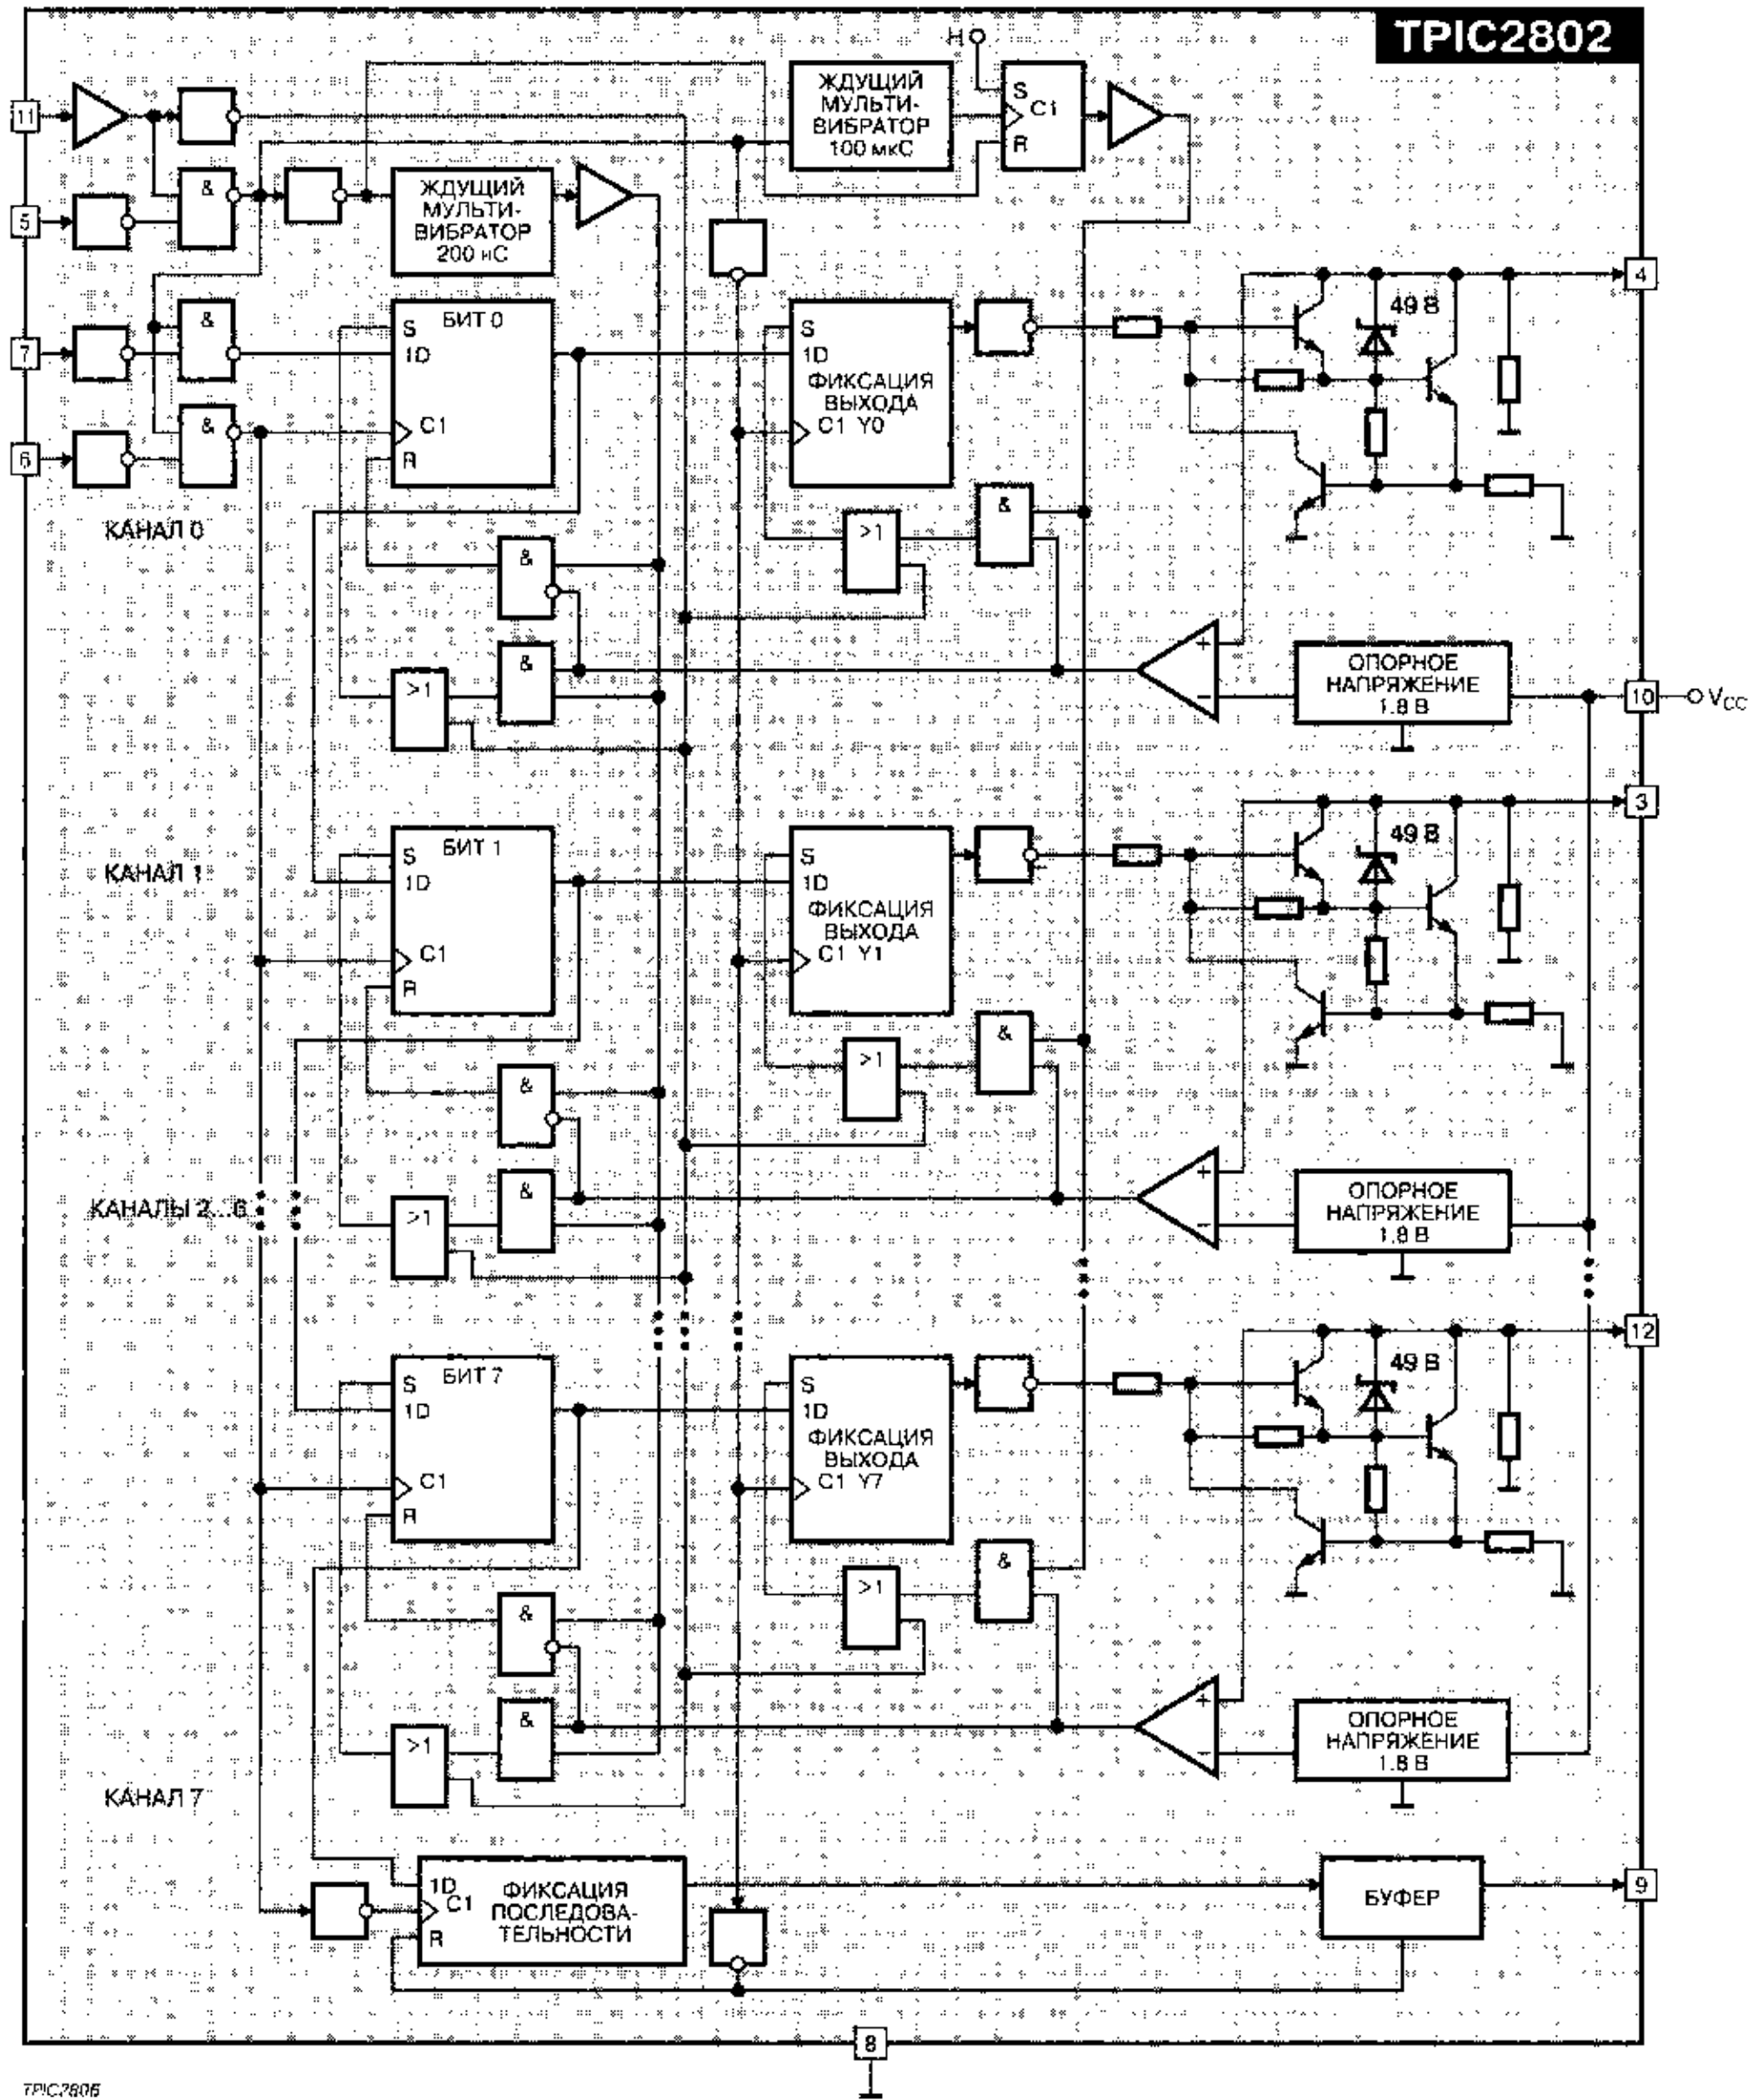 TPIC2802
H
11
ЖДУЩИЙ
МУЛЬТИ-
ВИБРАТОР
100 мкС
S
C1
R
&
5
ЖДУЩИЙ
МУЛЬТИ-
ВИБРАТОР
200 нС
4
49 В
7
&
S
БИТ 0
1D
C1
R
S
1D
ФИКСАЦИЯ
ВЫХОДА
C1 Y0
6
&
КАНАЛ 0
&
>1
&
&
>1
+
−
ОПОРНОЕ
НАПРЯЖЕНИЕ
1.8 В
10
VCC
3
49 В
КАНАЛ 1
S
БИТ 1
1D
C1
R
S
1D
ФИКСАЦИЯ
ВЫХОДА
C1 Y1
&
>1
&
&
>1
+
−
ОПОРНОЕ
НАПРЯЖЕНИЕ
1.8 В
КАНАЛЫ 2...6
12
49 В
S
БИТ 7
1D
C1
R
S
1D
ФИКСАЦИЯ
ВЫХОДА
C1 Y7
&
>1
&
&
>1
+
−
ОПОРНОЕ
НАПРЯЖЕНИЕ
1.8 В
КАНАЛ 7
1D
C1
R
ФИКСАЦИЯ
ПОСЛЕДОВА-
ТЕЛЬНОСТИ
БУФЕР
9
8
TPIC2806